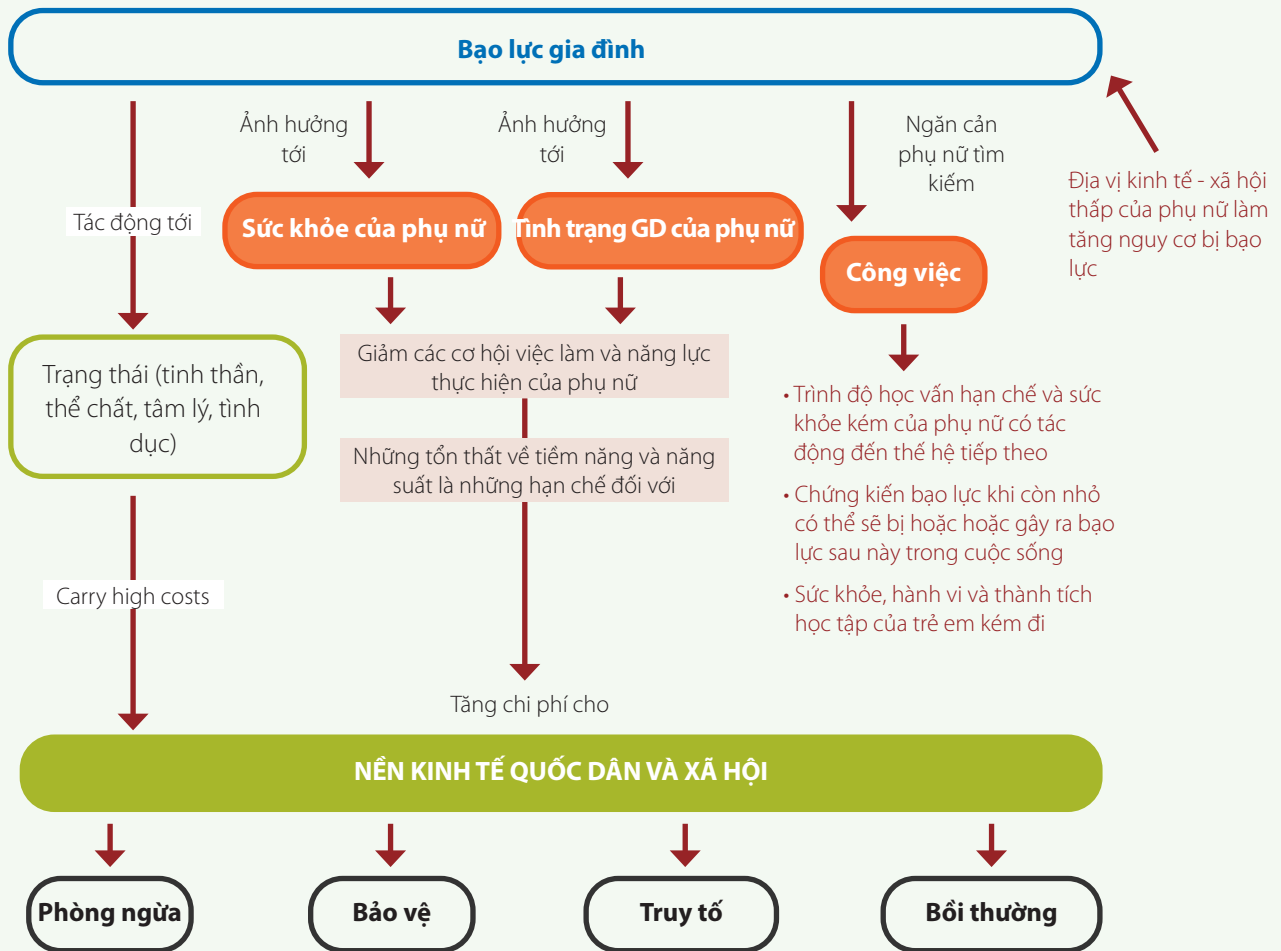 Bạo lực gia đình
Tác động tới
Ảnh hưởng
tới
Ảnh hưởng
tới
Ngăn cản
phụ nữ tìm
kiếm
Địa vị kinh tế - xã hội
thấp của phụ nữ làm
tăng nguy cơ bị bạo
lực
Sức khỏe của phụ nữ
Tình trạng GD của phụ nữ
Công việc
Trạng thái (tinh thần,
thể chất, tâm lý, tình
dục)
Giảm các cơ hội việc làm và năng lực
thực hiện của phụ nữ
Những tổn thất về tiềm năng và năng
suất là những hạn chế đối với
• Trình độ học vấn hạn chế và sức
khỏe kém của phụ nữ có tác
động đến thế hệ tiếp theo
• Chứng kiến bạo lực khi còn nhỏ
có thể sẽ bị hoặc hoặc gây ra bạo
lực sau này trong cuộc sống
• Sức khỏe, hành vi và thành tích
học tập của trẻ em kém đi
Carry high costs
Tăng chi phí cho
NỀN KINH TẾ QUỐC DÂN VÀ XÃ HỘI
Phòng ngừa
Bảo vệ
Truy tố
Bồi thường